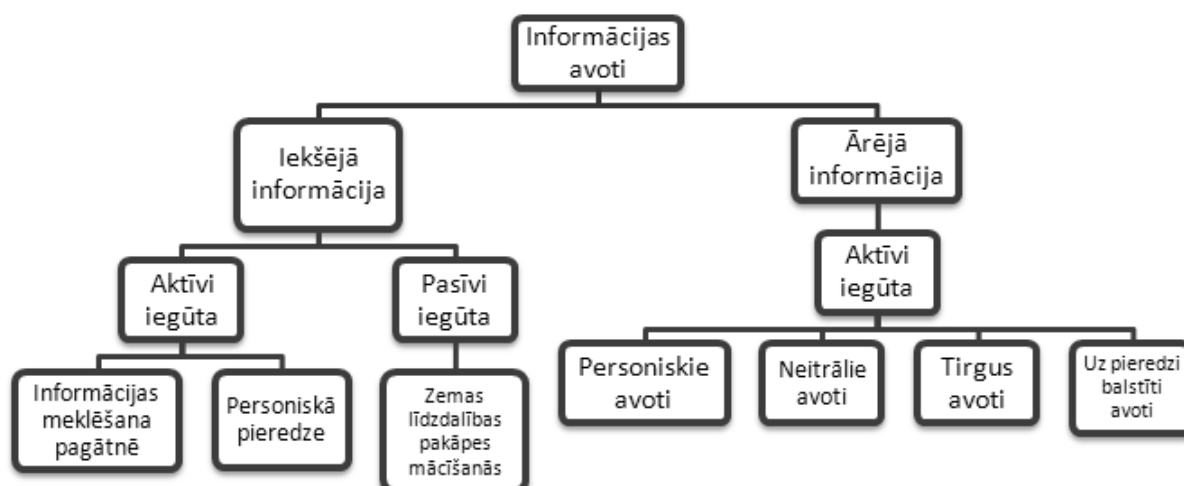 Informācijas
avoti
Iekšējā
informācija
Ārējā
informācija
Aktīvi
iegūta
Pasīvi
iegūta
Aktīvi
iegūta
Informācijas
meklēšana
pagātnē
Personiskā
pieredze
Zemas
līdzdalības
pakāpes
mācīšanās
Personiskie
avoti
Neitrālie
avoti
Tirgus
avoti
Uz pieredzi
balstīti
avoti